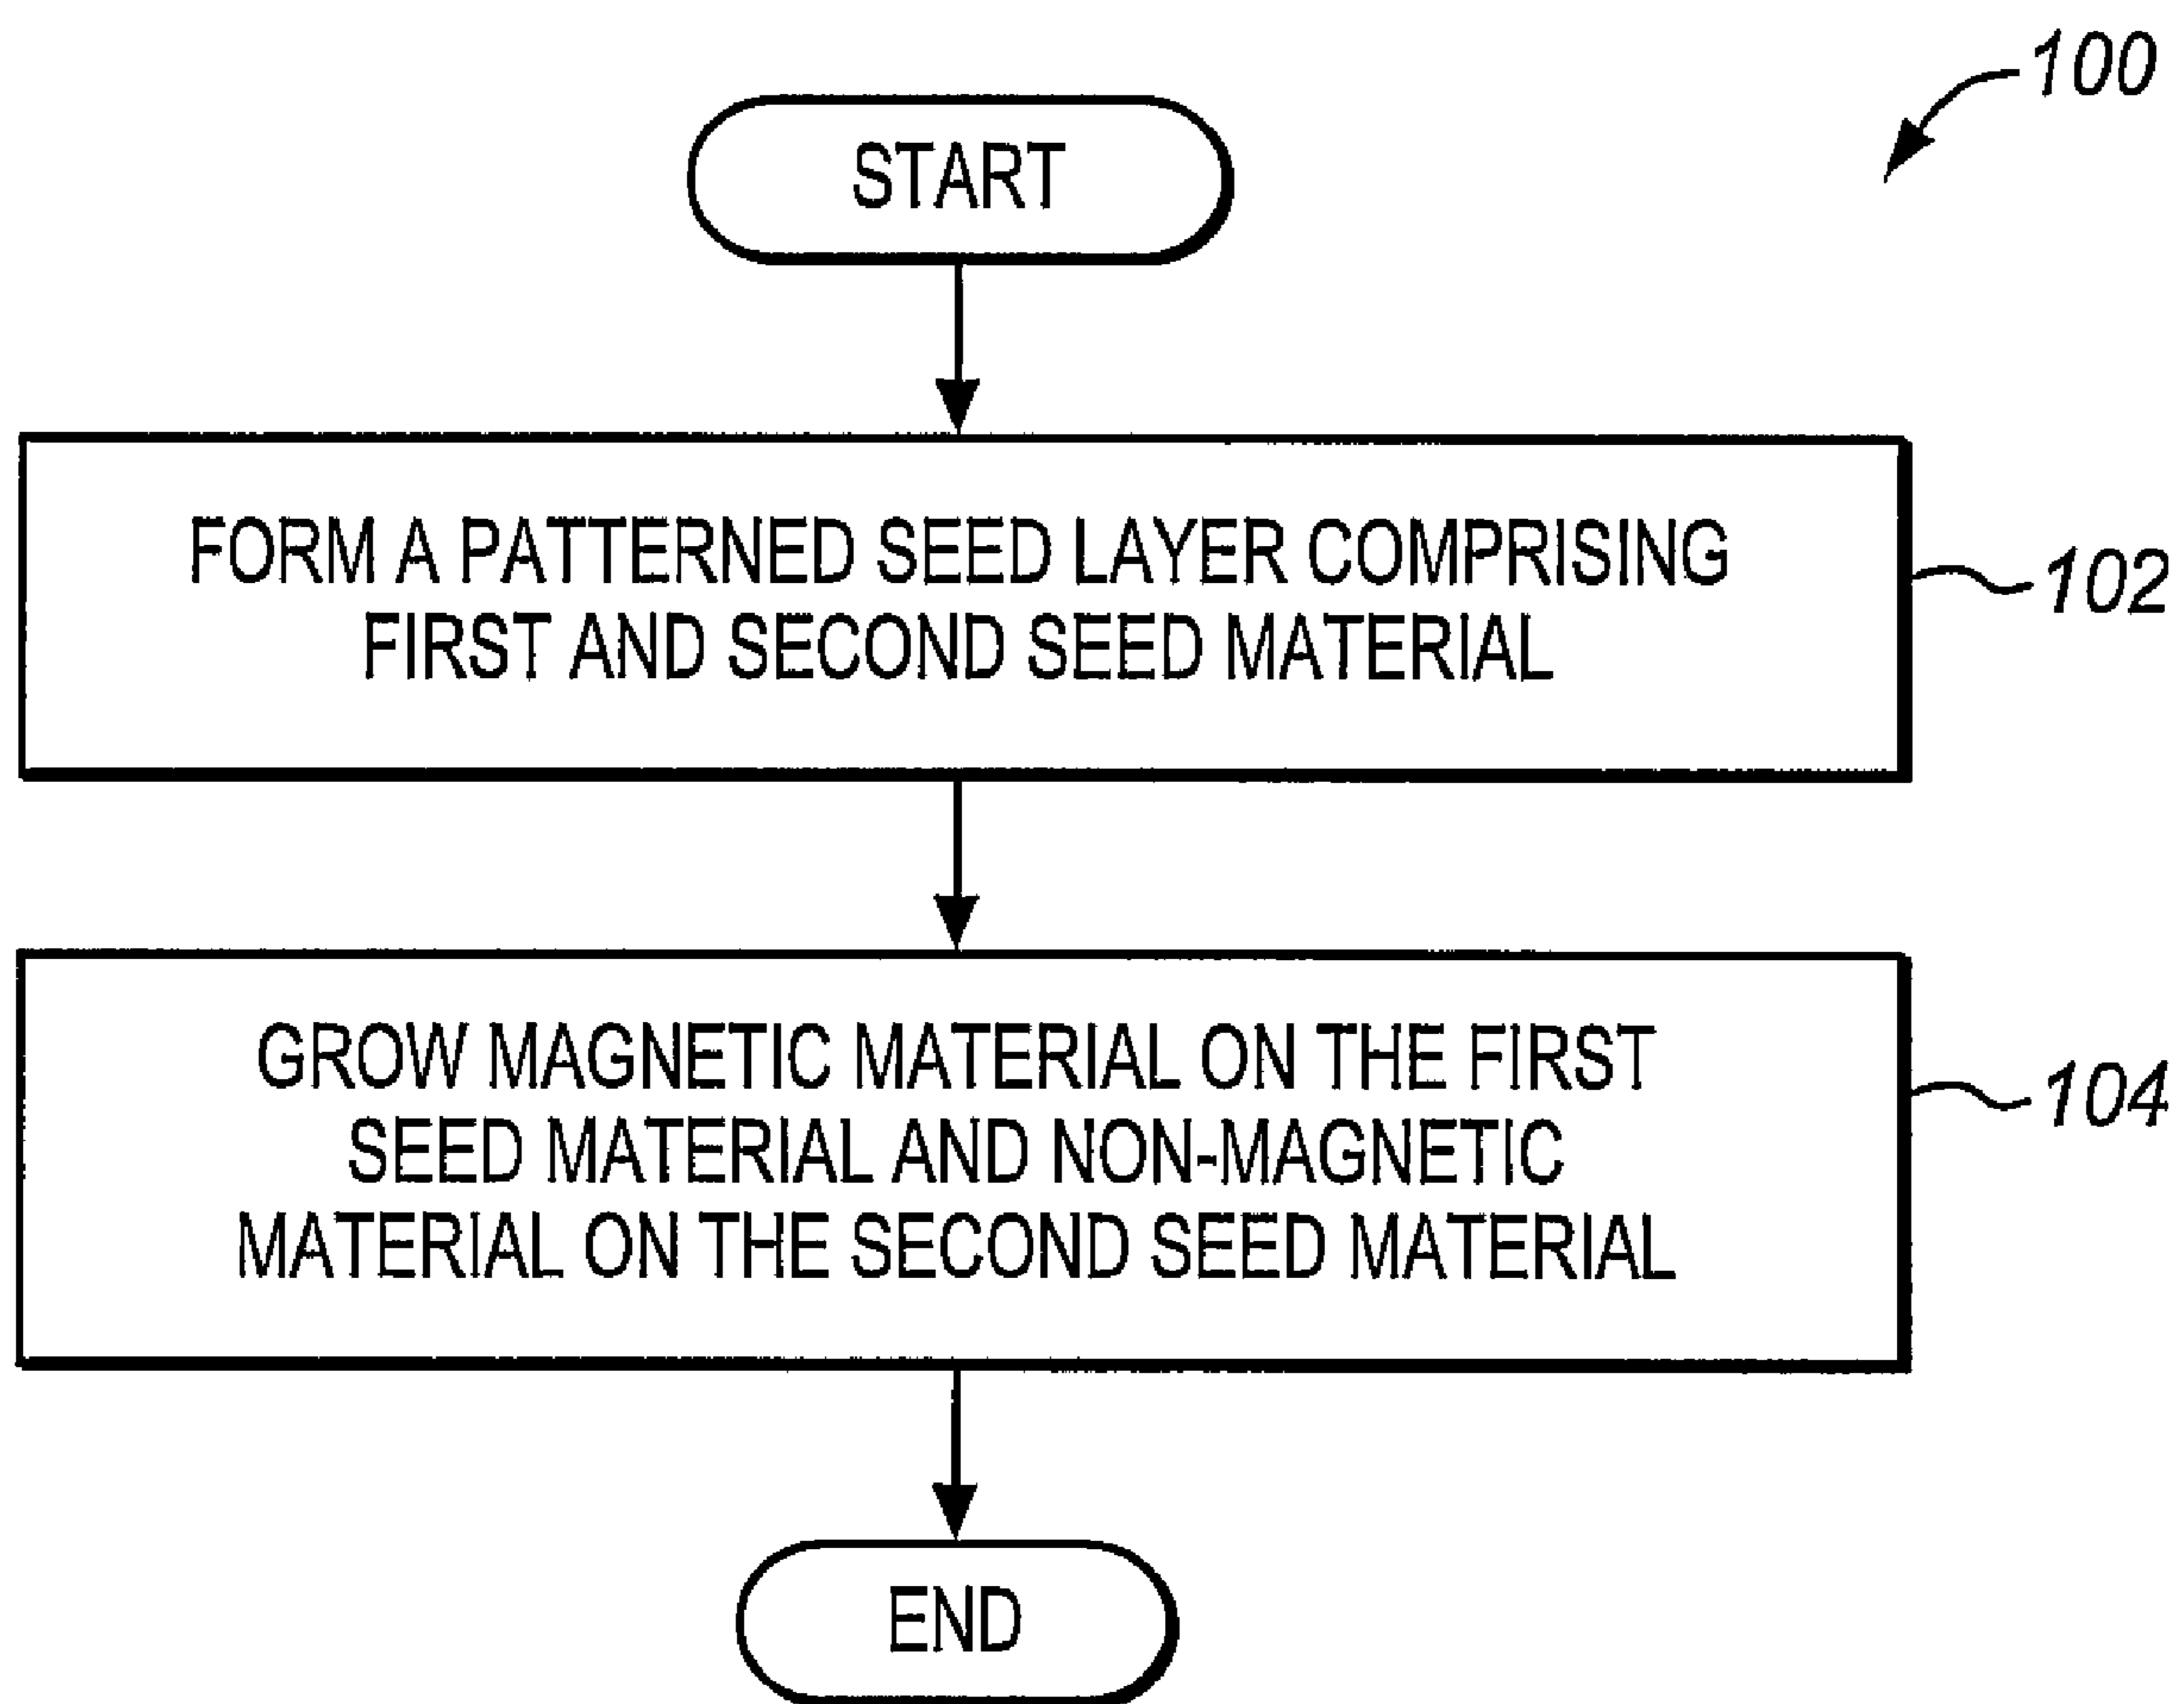 100
START
FORM A PATTERNED SEED LAYER COMPRISING
FIRST AND SECOND SEED MATERIAL
102
GROW MAGNETIC MATERIAL ON THE FIRST
SEED MATERIAL AND NON-MAGNETIC
MATERIAL ON THE SECOND SEED MATERIAL
104
END